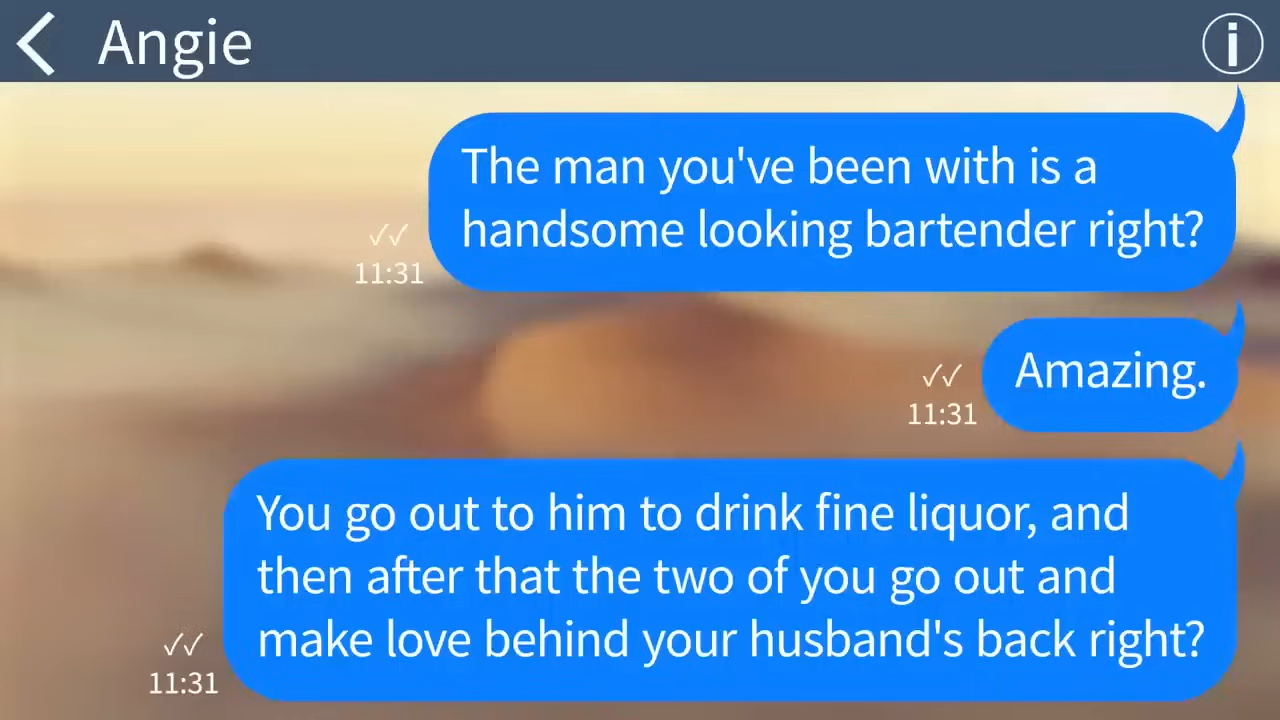 Angie
The man you've been with is a
handsome looking bartender right?
✓✓
11:31
Amazing.
✓✓
11:31
You go out to him to drink fine liquor, and
then after that the two of you go out and
make love behind your husband's back right?
✓✓
11:31